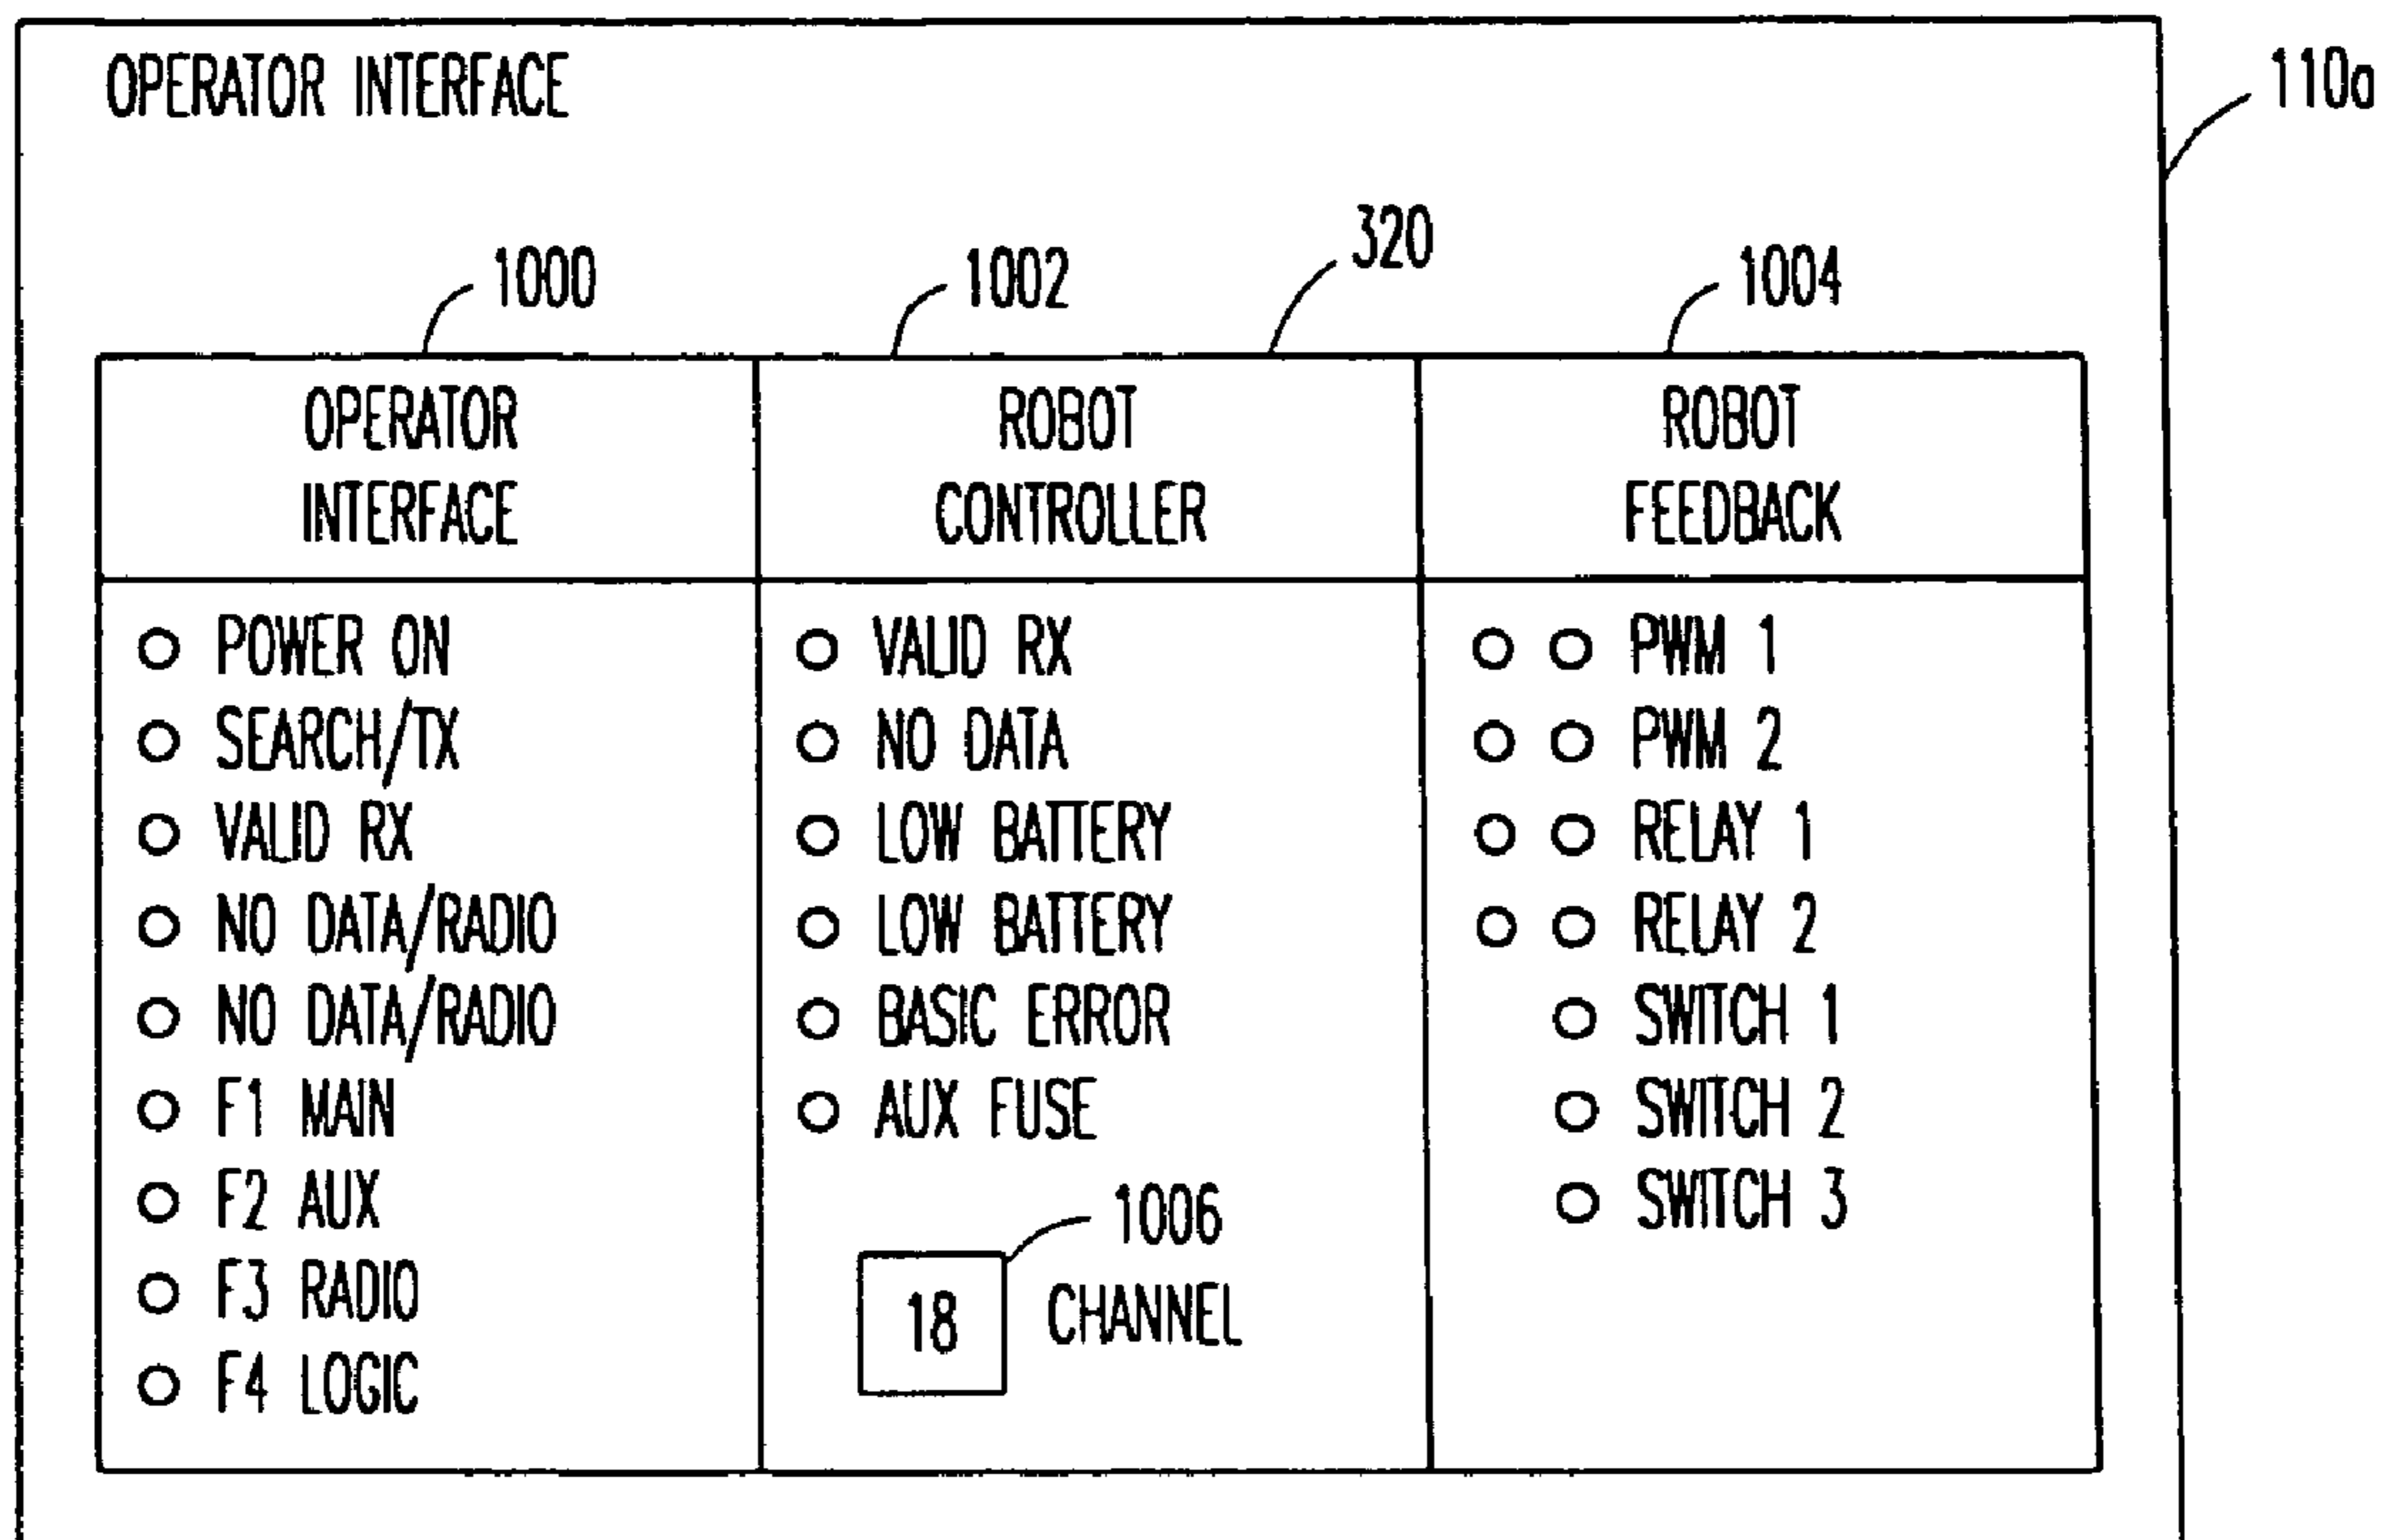 OPERATOR INTERFACE
110a
1000
1002
320
1004
OPERATOR
INTERFACE
ROBOT
CONTROLLER
ROBOT
FEEDBACK
POWER ON
SEARCH/TX
VALID RX
NO DATA/RADIO
NO DATA/RADIO
F1 MAIN
F2 AUX
F3 RADIO
F4 LOGIC
VALID RX
NO DATA
LOW BATTERY
LOW BATTERY
BASIC ERROR
AUX FUSE
1006
18 CHANNEL
PWM 1
PWM 2
RELAY 1
RELAY 2
SWITCH 1
SWITCH 2
SWITCH 3